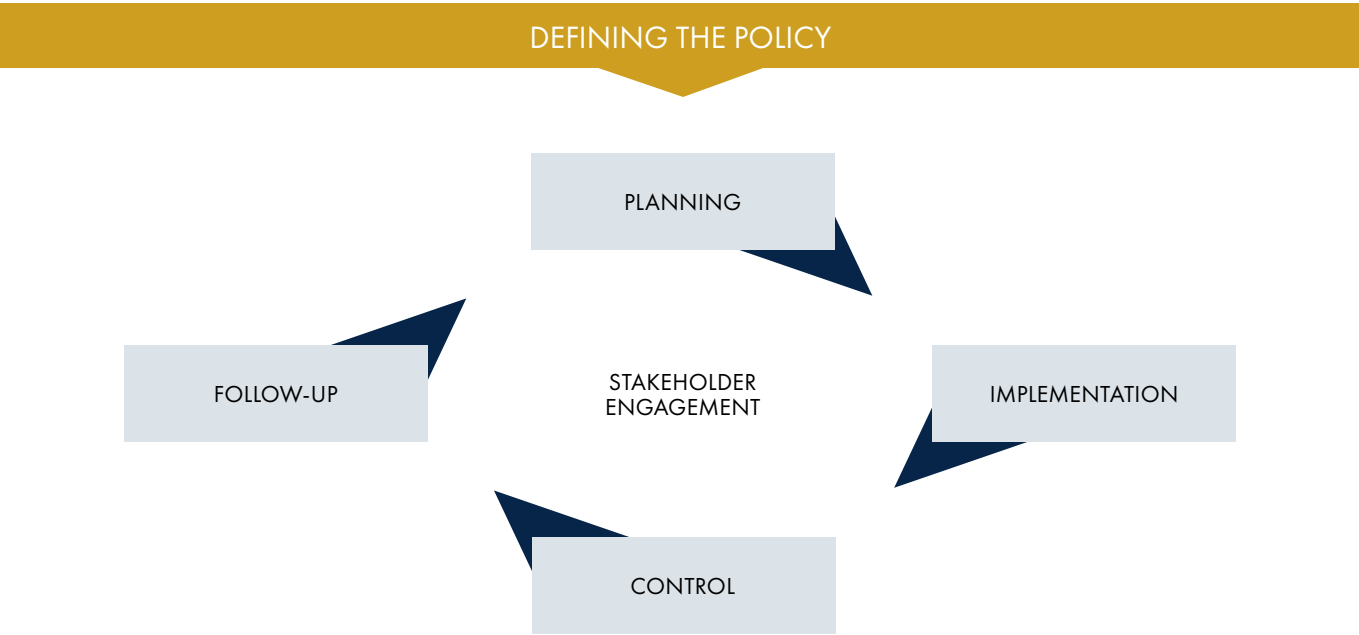 DEFINING THE POLICY
PLANNING
FOLLOW-UP
STAKEHOLDER
ENGAGEMENT
IMPLEMENTATION
CONTROL